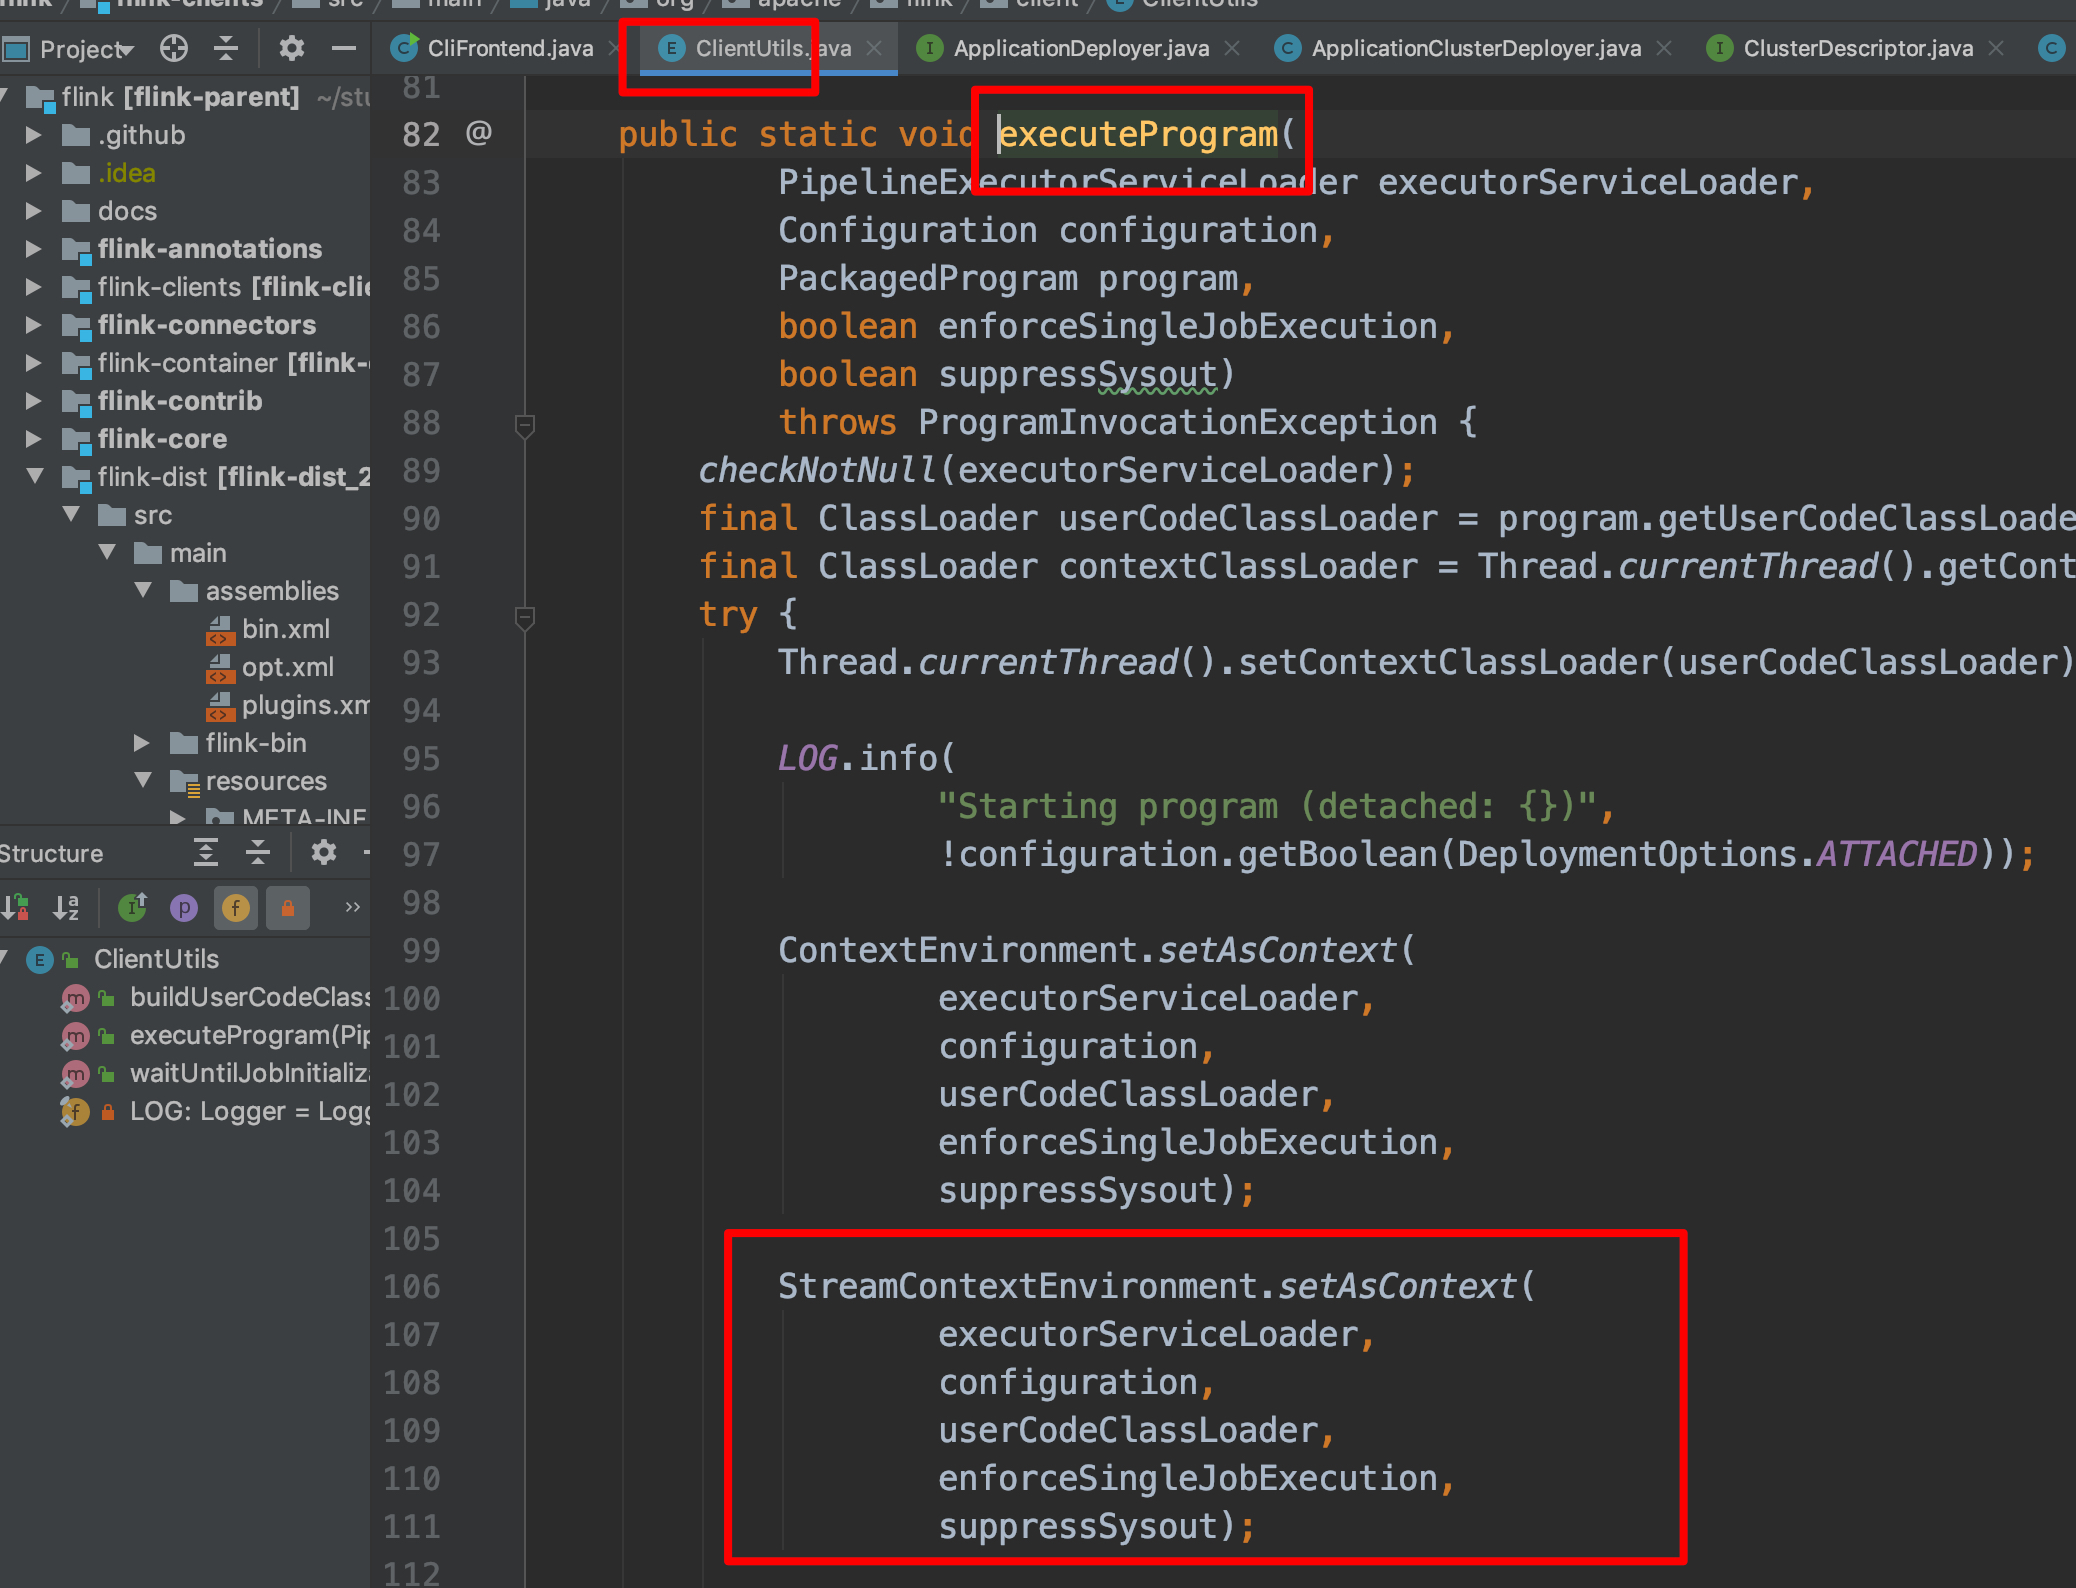 flink / flink-clients / src / main / java / org / apache / flink / client / ClientUtils
Project
CliFrontend.java
ClientUtils.java
ApplicationDeployer.java
ApplicationClusterDeployer.java
ClusterDescriptor.java
flink [flink-parent] ~/stu
.github
.idea
docs
flink-annotations
flink-clients [flink-clie
flink-connectors
flink-container [flink-
flink-contrib
flink-core
flink-dist [flink-dist_2
src
main
assemblies
bin.xml
opt.xml
plugins.xm
flink-bin
resources
META-INF
Structure
ClientUtils
buildUserCodeClass
executeProgram(Pip
waitUntilJobInitializa
LOG: Logger = Logg
81
82 @ public static void executeProgram(
83 PipelineExecutorServiceLoader executorServiceLoader,
84 Configuration configuration,
85 PackagedProgram program,
86 boolean enforceSingleJobExecution,
87 boolean suppressSysout)
88 throws ProgramInvocationException {
89 checkNotNull(executorServiceLoader);
90 final ClassLoader userCodeClassLoader = program.getUserCodeClassLoade
91 final ClassLoader contextClassLoader = Thread.currentThread().getCont
92 try {
93 Thread.currentThread().setContextClassLoader(userCodeClassLoader)
94
95 LOG.info(
96 "Starting program (detached: {})",
97 !configuration.getBoolean(DeploymentOptions.ATTACHED));
98
99 ContextEnvironment.setAsContext(
100 executorServiceLoader,
101 configuration,
102 userCodeClassLoader,
103 enforceSingleJobExecution,
104 suppressSysout);
105
106 StreamContextEnvironment.setAsContext(
107 executorServiceLoader,
108 configuration,
109 userCodeClassLoader,
110 enforceSingleJobExecution,
111 suppressSysout);
112